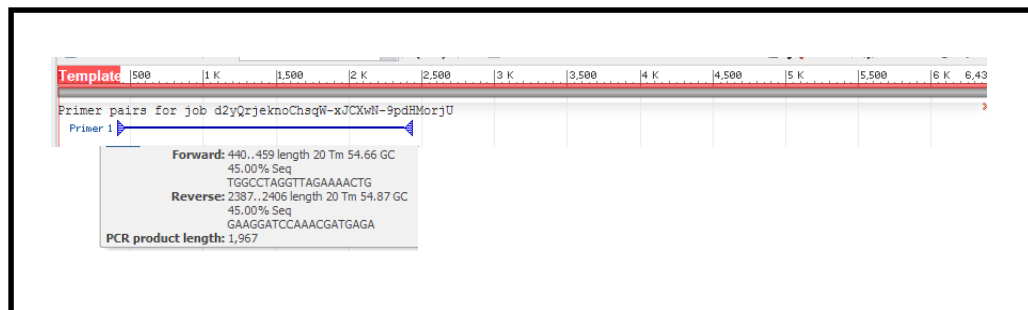 Template 500 1 K 1,500 2 K 2,500 3 K 3,500 4 K 4,500 5 K 5,500 6 K 6,43
Primer pairs for job d2yQrjeknoChsqW-xJCXwN-9pdHMorjU
Primer 1
Forward: 440..459 length 20 Tm 54.66 GC
45.00% Seq
TGGCCTAGGTTAGAAAACTG
Reverse: 2387..2406 length 20 Tm 54.87 GC
45.00% Seq
GAAGGATCCAAACGATGAGA
PCR product length: 1,967